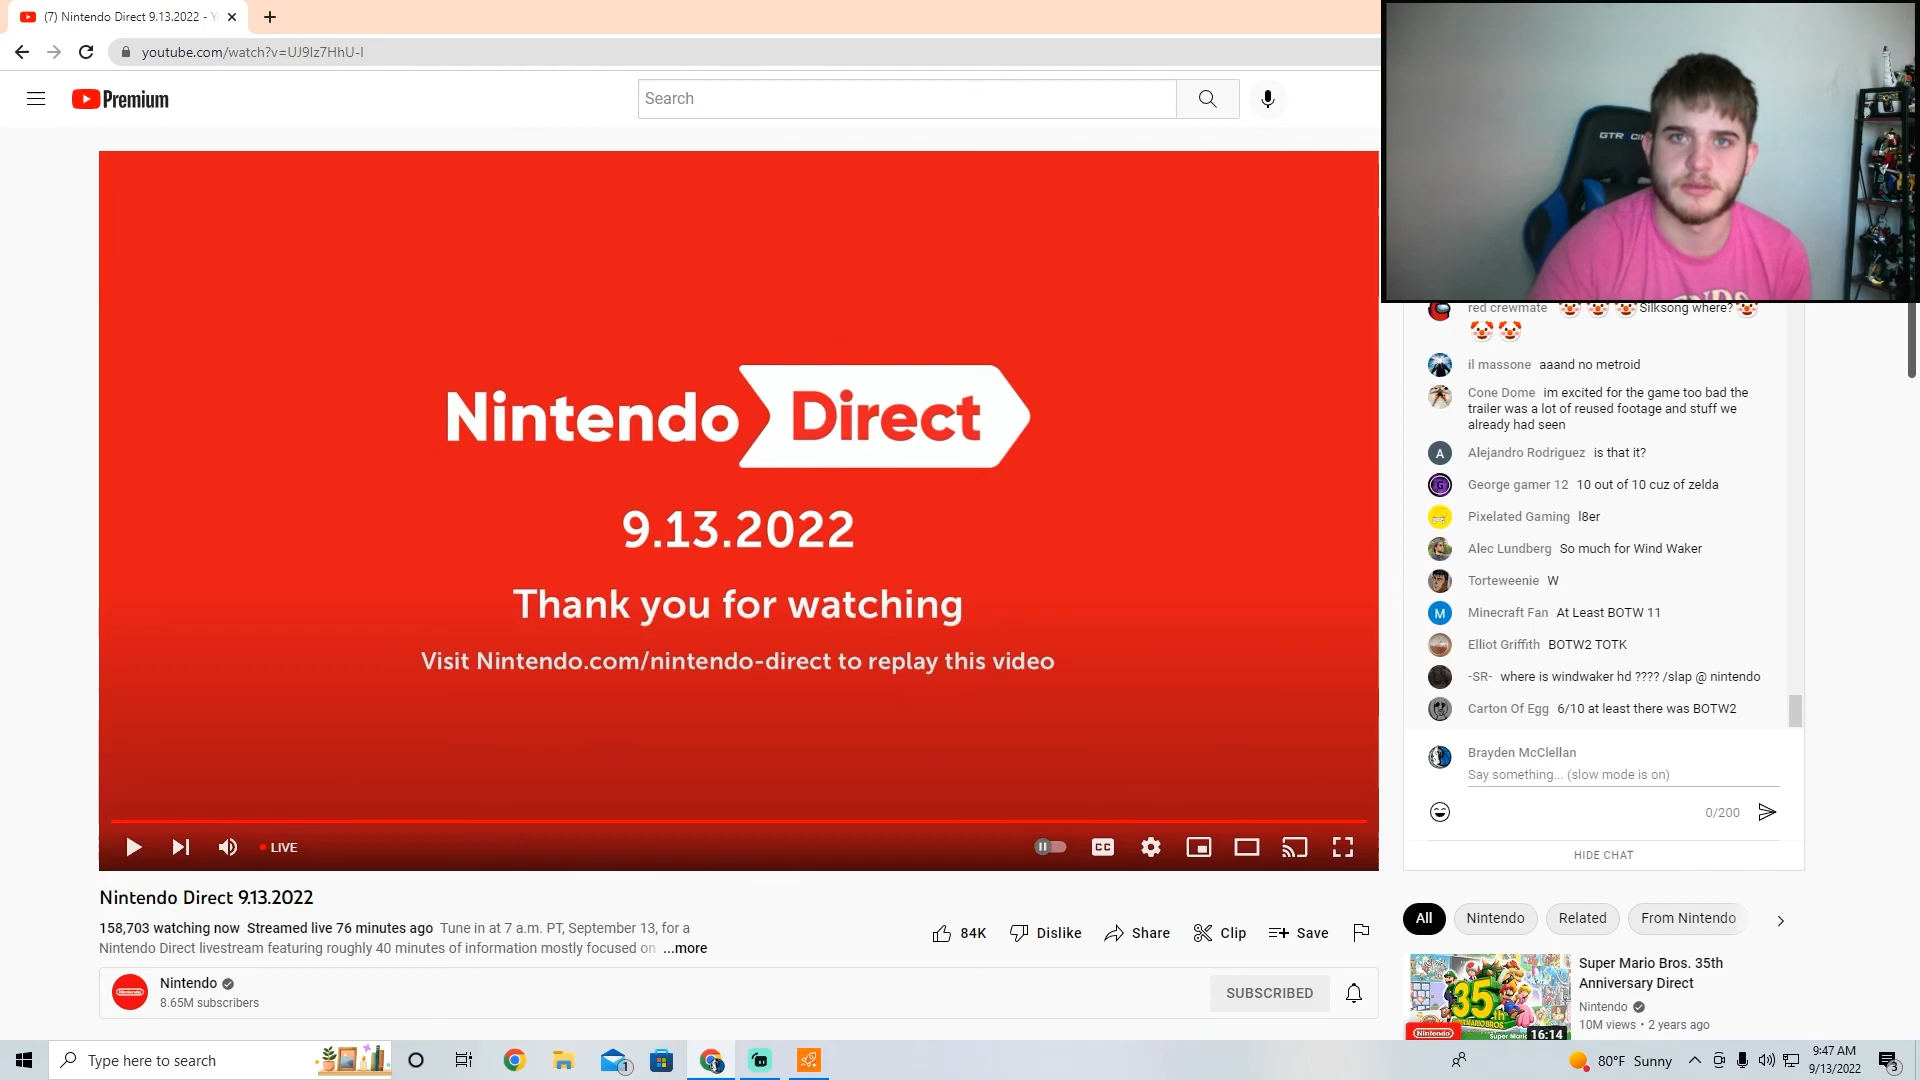 (7) Nintendo Direct 9.13.2022 -
youtube.com/watch?v=UJ9Iz7HhU-I
Premium
Search
Nintendo Direct
9.13.2022
Thank you for watching
Visit Nintendo.com/nintendo-direct to replay this video
LIVE
CC
Nintendo Direct 9.13.2022
158,703 watching now Streamed live 76 minutes ago Tune in at 7 a.m. PT, September 13, for a
Nintendo Direct livestream featuring roughly 40 minutes of information mostly focused on ...more
84K
Dislike
Share
Clip
Save
Nintendo
8.65M subscribers
SUBSCRIBED
red crewmate 🤡🤡🤡Silksong where?🤡
🤡🤡
il massone aaand no metroid
Cone Dome im excited for the game too bad the
trailer was a lot of reused footage and stuff we
already had seen
A Alejandro Rodriguez is that it?
George gamer 12 10 out of 10 cuz of zelda
Pixelated Gaming l8er
Alec Lundberg So much for Wind Waker
Torteweenie W
M Minecraft Fan At Least BOTW 11
Elliot Griffith BOTW2 TOTK
-SR- where is windwaker hd ???? /slap @ nintendo
Carton Of Egg 6/10 at least there was BOTW2
Brayden McClellan
Say something... (slow mode is on)
0/200
HIDE CHAT
All
Nintendo
Related
From Nintendo
35th
Nintendo
16:14
Super Mario Bros. 35th
Anniversary Direct
Nintendo
10M views • 2 years ago
Type here to search
1
80°F Sunny
9:47 AM
9/13/2022
3